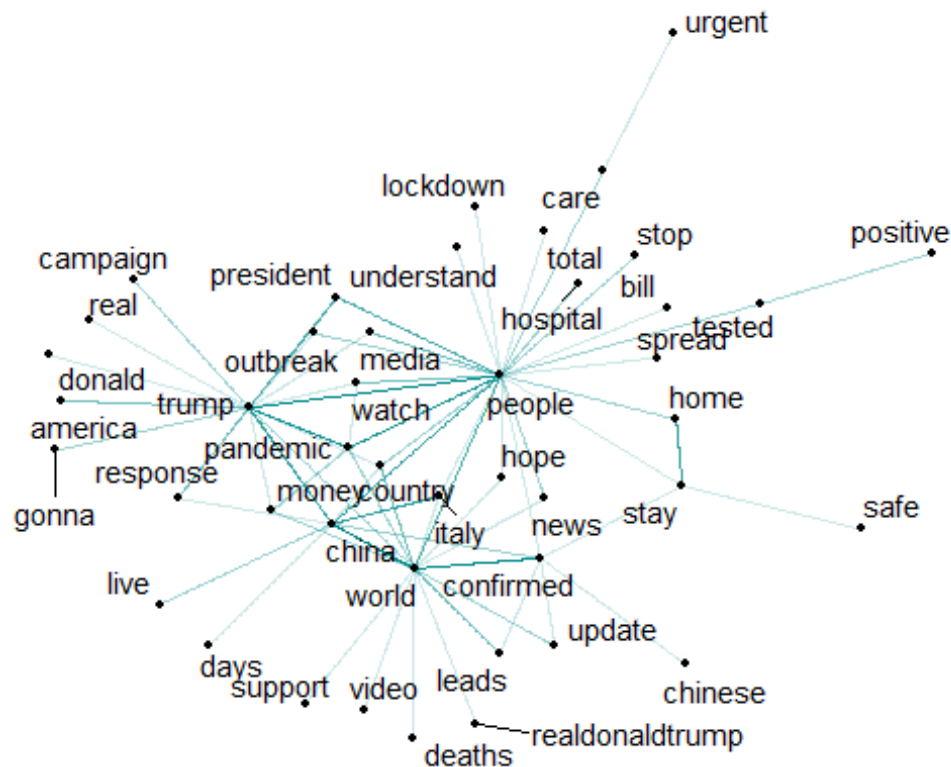 urgent
lockdown
care
stop
positive
campaign
president
understand
total
bill
real
hospital
tested
outbreak
media
spread
donald
trump
watch
people
home
america
pandemic
response
hope
money
country
gonna
italy
news
stay
safe
china
live
world
confirmed
update
days
support
video
leads
chinese
deaths
realdonaldtrump